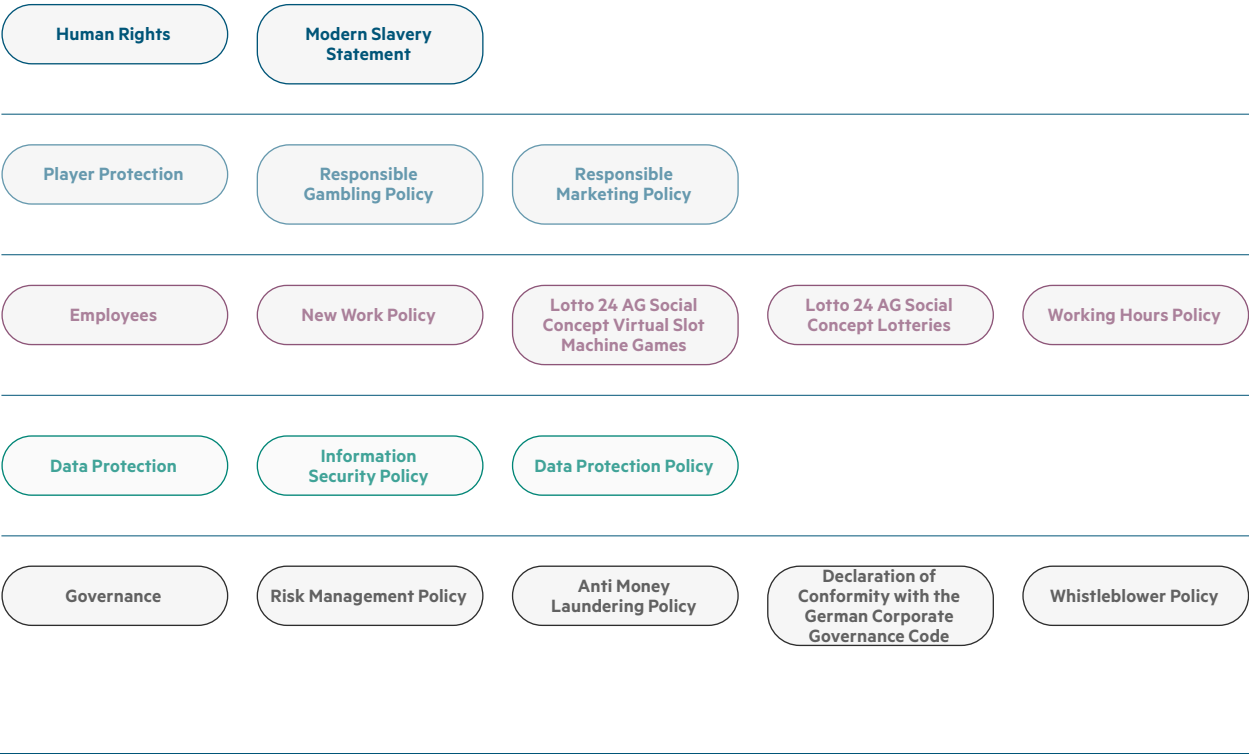 Human Rights
Modern Slavery
Statement
Player Protection
Responsible
Gambling Policy
Responsible
Marketing Policy
Employees
New Work Policy
Lotto 24 AG Social
Concept Virtual Slot
Machine Games
Lotto 24 AG Social
Concept Lotteries
Working Hours Policy
Data Protection
Information
Security Policy
Data Protection Policy
Governance
Risk Management Policy
Anti Money
Laundering Policy
Declaration of
Conformity with the
German Corporate
Governance Code
Whistleblower Policy